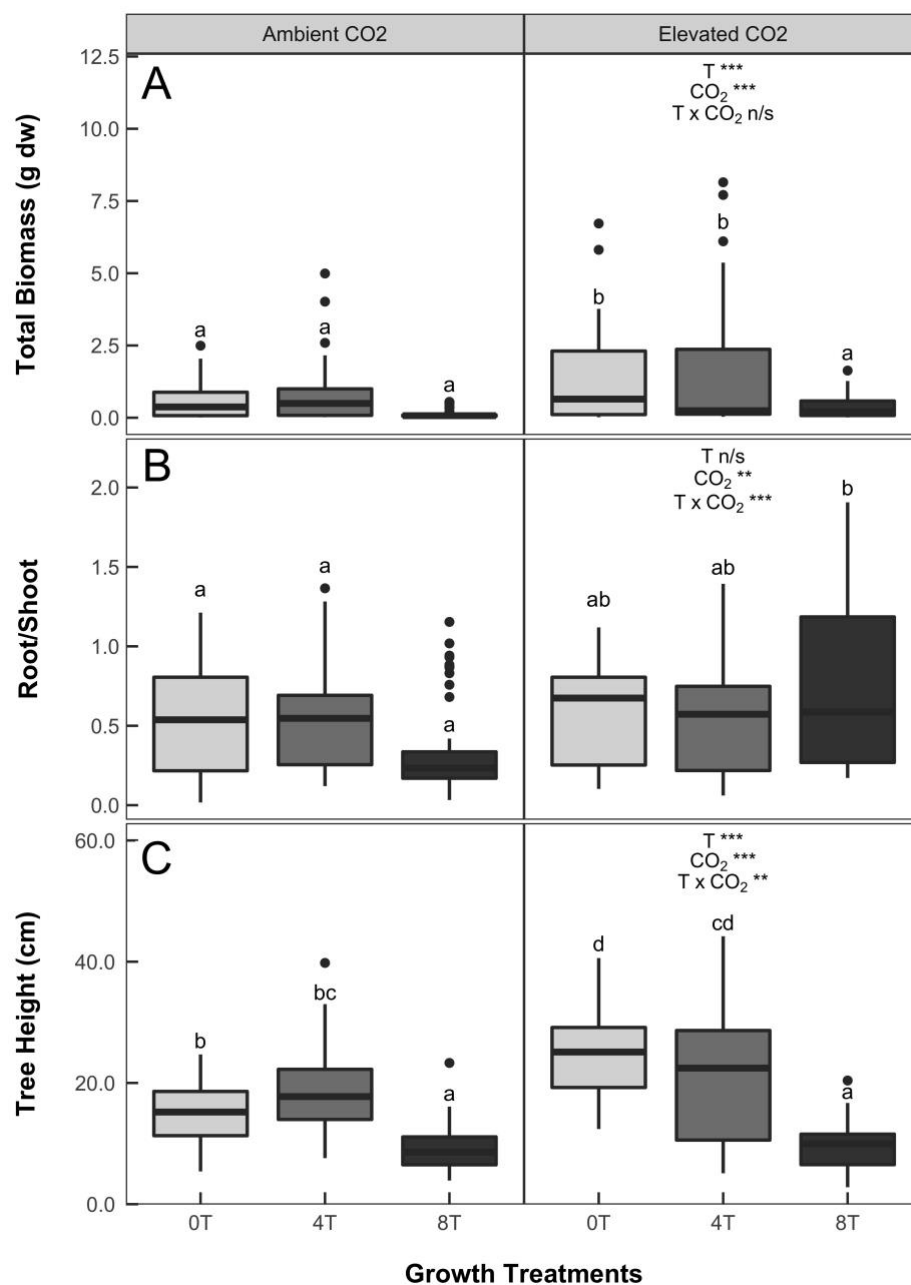 Ambient CO2
Elevated CO2
Total Biomass (g dw)
12.5
10.0
7.5
5.0
2.5
0.0
A
a
a
a
T ***
CO₂ ***
T x CO₂ n/s
b
b
a
Root/Shoot
2.0
1.5
1.0
0.5
0.0
B
a
a
a
T n/s
CO₂ **
T x CO₂ ***
ab
ab
b
Tree Height (cm)
60.0
40.0
20.0
0.0
C
b
bc
a
T ***
CO₂ ***
T x CO₂ **
d
cd
a
0T 4T 8T
0T 4T 8T
Growth Treatments